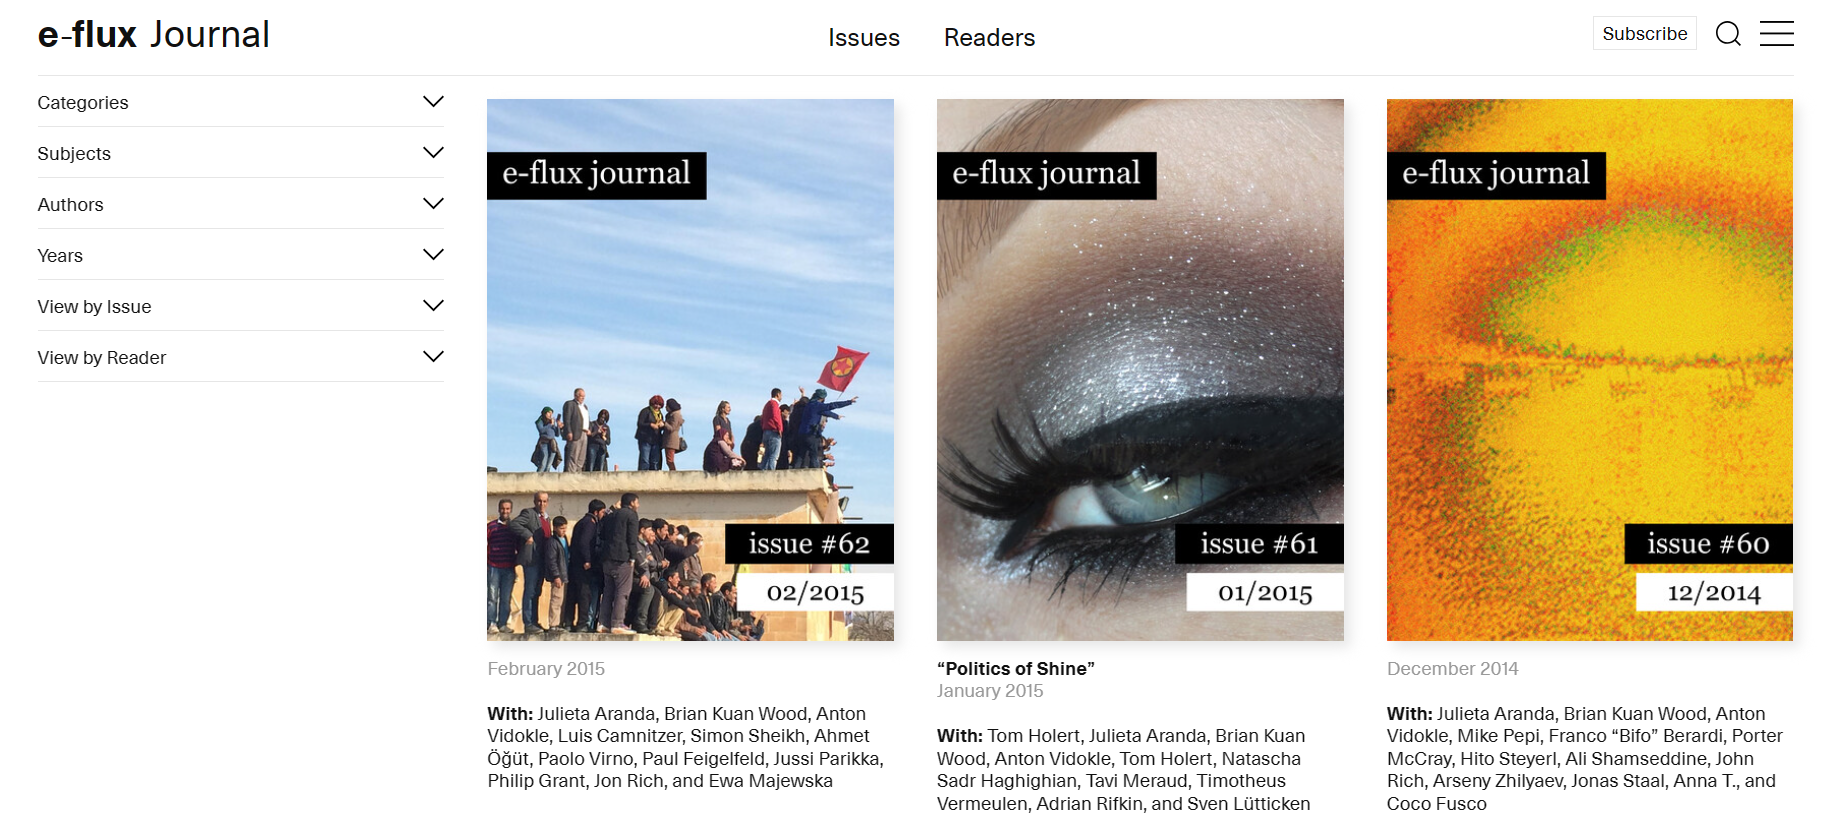 e-flux Journal
Issues
Readers
Subscribe
Categories
Subjects
Authors
Years
View by Issue
View by Reader
e-flux journal
issue #62
02/2015
February 2015
With: Julieta Aranda, Brian Kuan Wood, Anton
Vidokle, Luis Camnitzer, Simon Sheikh, Ahmet
Öğüt, Paolo Virno, Paul Feigelfeld, Jussi Parikka,
Philip Grant, Jon Rich, and Ewa Majewska
e-flux journal
issue #61
01/2015
“Politics of Shine”
January 2015
With: Tom Holert, Julieta Aranda, Brian Kuan
Wood, Anton Vidokle, Tom Holert, Natascha
Sadr Haghighian, Tavi Meraud, Timotheus
Vermeulen, Adrian Rifkin, and Sven Lütticken
e-flux journal
issue #60
12/2014
December 2014
With: Julieta Aranda, Brian Kuan Wood, Anton
Vidokle, Mike Pepi, Franco “Bifo” Berardi, Porter
McCray, Hito Steyerl, Ali Shamseddine, John
Rich, Arseny Zhilyaev, Jonas Staal, Anna T., and
Coco Fusco